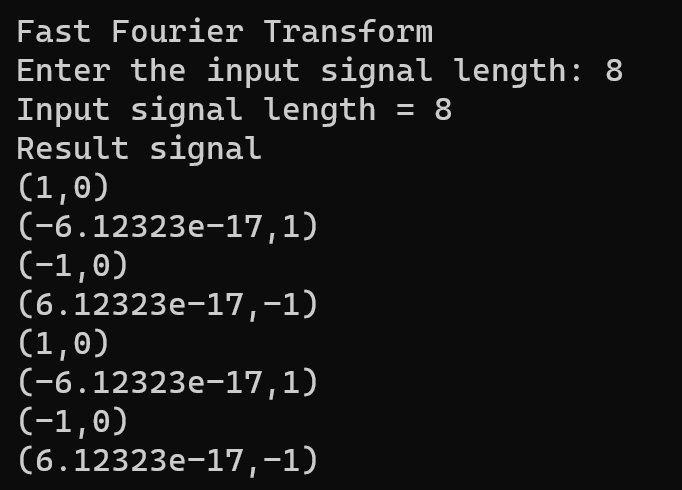 Fast Fourier Transform
Enter the input signal length: 8
Input signal length = 8
Result signal
(1,0)
(-6.12323e-17,1)
(-1,0)
(6.12323e-17,-1)
(1,0)
(-6.12323e-17,1)
(-1,0)
(6.12323e-17,-1)